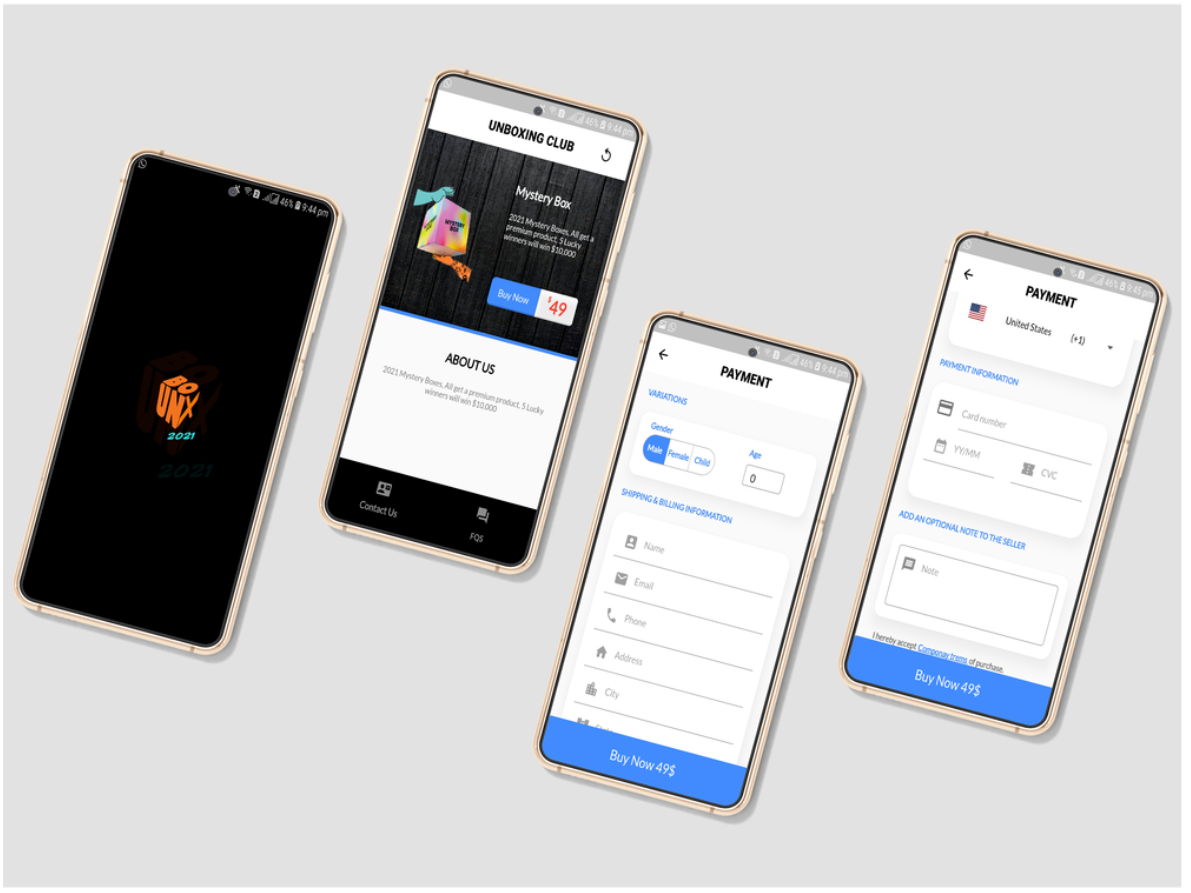 46% 9:44 pm
BO
UNX
2021
2021
46% 9:44 pm
UNBOXING CLUB
MYSTERY
BOX
Mystery Box
2021 Mystery Boxes, All get a
premium product, 5 Lucky
winners will win $10,000
Buy Now
$49
ABOUT US
2021 Mystery Boxes, All get a premium product, 5 Lucky
winners will win $10,000
Contact Us
FQS
46% 9:44 pm
PAYMENT
VARIATIONS
Gender
Age
Male Female Child
0
SHIPPING & BILLING INFORMATION
Name
Email
Phone
Address
City
Buy Now 49$
46% 9:45 pm
PAYMENT
United States (+1)
PAYMENT INFORMATION
Card number
YY/MM
CVC
ADD AN OPTIONAL NOTE TO THE SELLER
Note
I hereby accept Componay trems of purchase.
Buy Now 49$